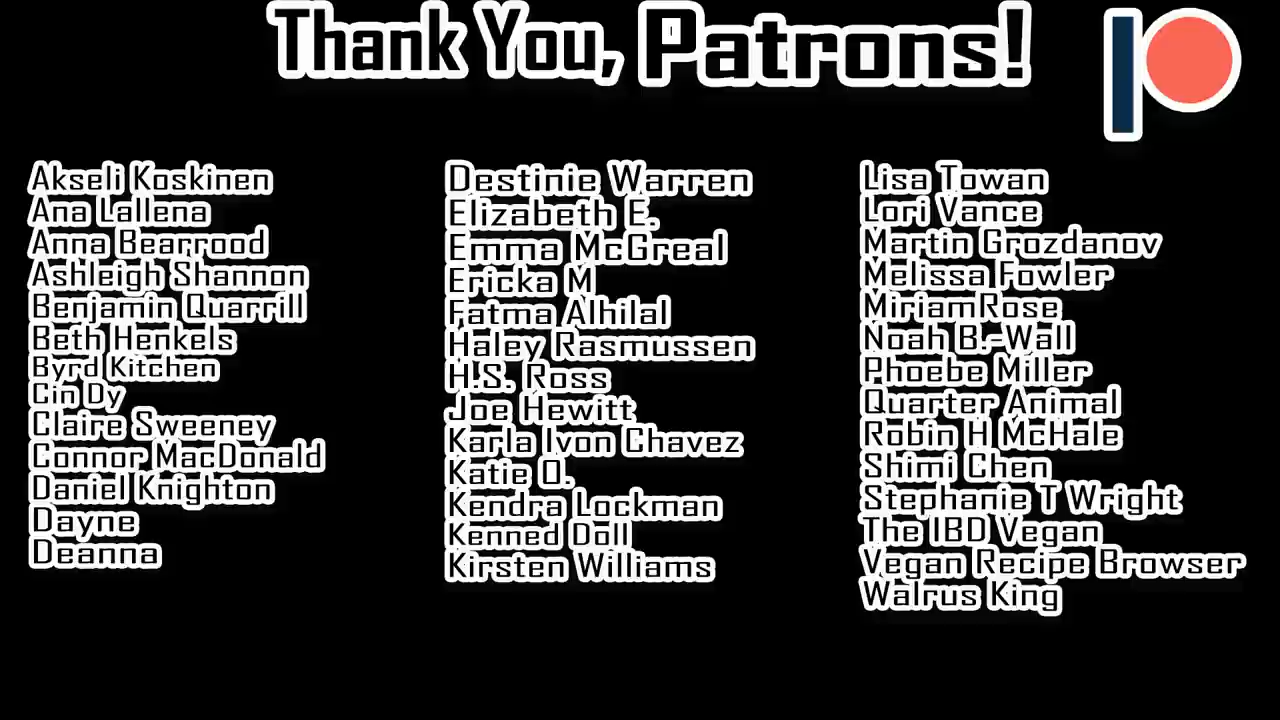 Thank You, Patrons!
Akseli Koskinen
Ana Lallena
Anna Bearrood
Ashleigh Shannon
Benjamin Quarrill
Beth Henkels
Byrd Kitchen
Cin Dy
Claire Sweeney
Connor MacDonald
Daniel Knighton
Dayne
Deanna
Destinie Warren
Elizabeth E.
Emma McGreal
Ericka M
Fatma Alhilal
Haley Rasmussen
H.S. Ross
Joe Hewitt
Karla Ivon Chavez
Katie O.
Kendra Lockman
Kenned Doll
Kirsten Williams
Lisa Towan
Lori Vance
Martin Grozdanov
Melissa Fowler
MiriamRose
Noah B.-Wall
Phoebe Miller
Quarter Animal
Robin H McHale
Shimi Chen
Stephanie T Wright
The IBD Vegan
Vegan Recipe Browser
Walrus King